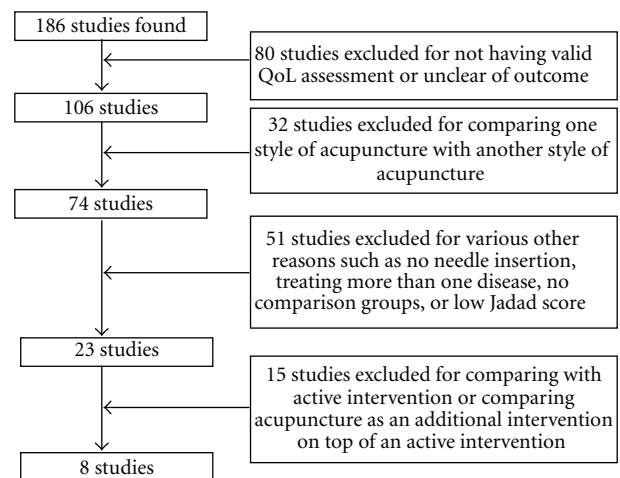 186 studies found
80 studies excluded for not having valid
QoL assessment or unclear of outcome
106 studies
32 studies excluded for comparing one
style of acupuncture with another style of
acupuncture
74 studies
51 studies excluded for various other
reasons such as no needle insertion,
treating more than one disease, no
comparison groups, or low Jadad score
23 studies
15 studies excluded for comparing with
active intervention or comparing
acupuncture as an additional intervention
on top of an active intervention
8 studies